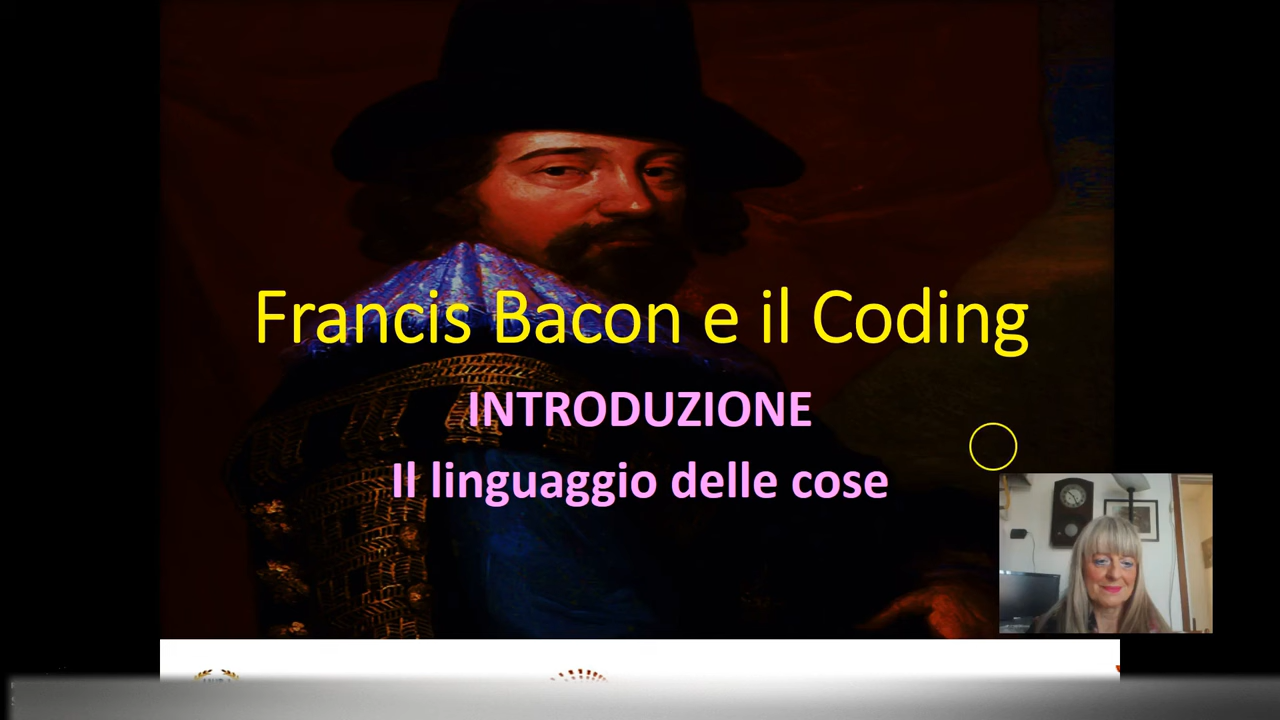 Francis Bacon e il Coding
INTRODUZIONE
Il linguaggio delle cose